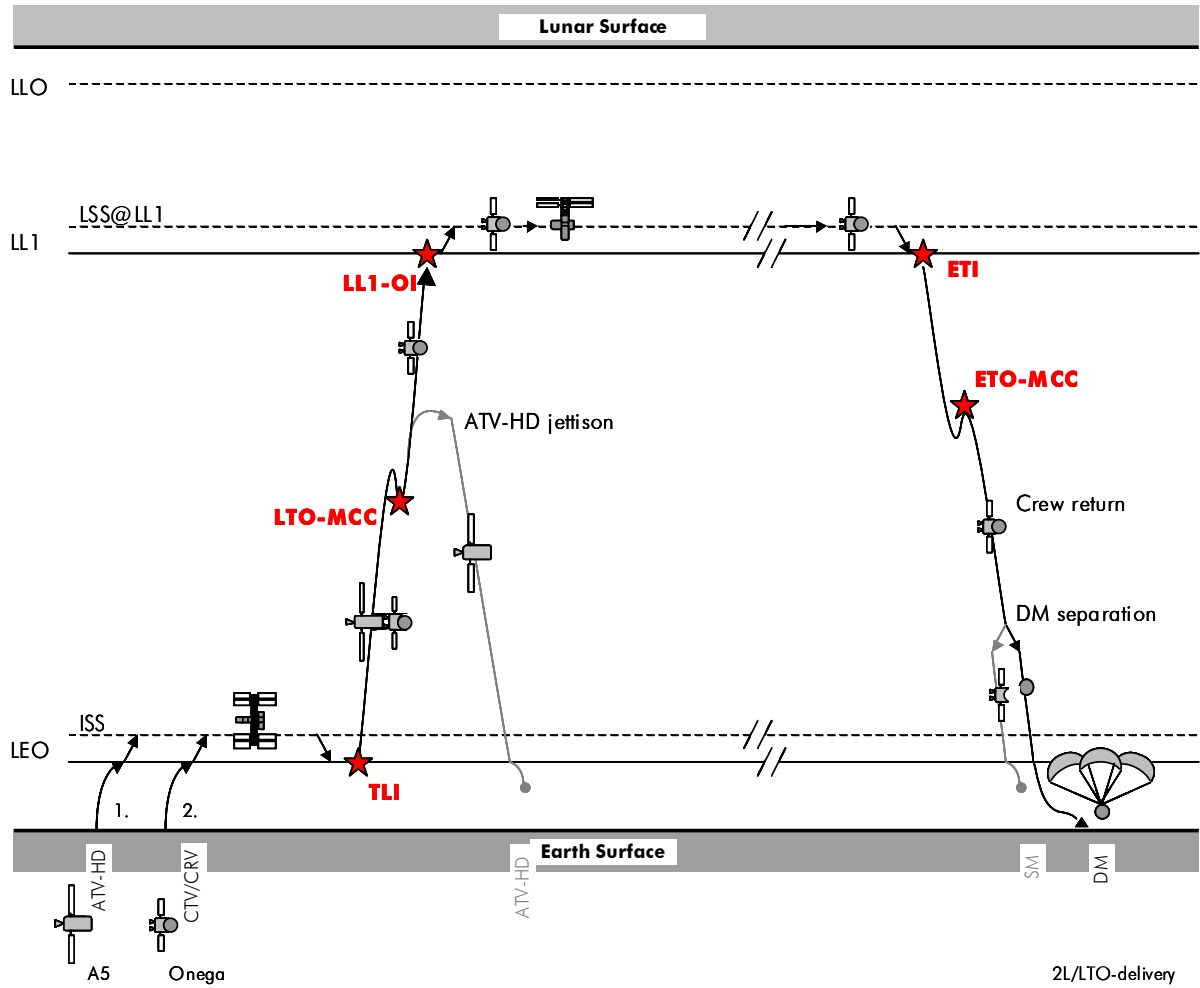 Lunar Surface
LLO
LSS@LL1
LL1
LL1-OI
ETI
ETO-MCC
ATV-HD jettison
LTO-MCC
Crew return
DM separation
ISS
LEO
TLI
1.
2.
Earth Surface
ATV-HD
CTV/CRV
ATV-HD
SM
DM
A5
Onega
2L/LTO-delivery